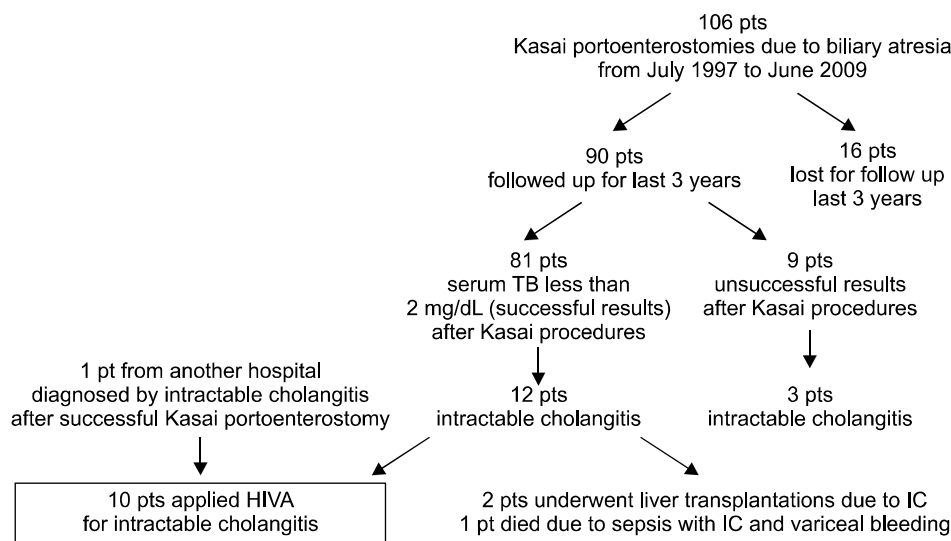 106 pts
Kasai portoenterostomies due to biliary atresia
from July 1997 to June 2009
90 pts
followed up for last 3 years
16 pts
lost for follow up
last 3 years
81 pts
serum TB less than
2 mg/dL (successful results)
after Kasai procedures
9 pts
unsuccessful results
after Kasai procedures
1 pt from another hospital
diagnosed by intractable cholangitis
after successful Kasai portoenterostomy
12 pts
intractable cholangitis
3 pts
intractable cholangitis
10 pts applied HIVA
for intractable cholangitis
2 pts underwent liver transplantations due to IC
1 pt died due to sepsis with IC and variceal bleeding